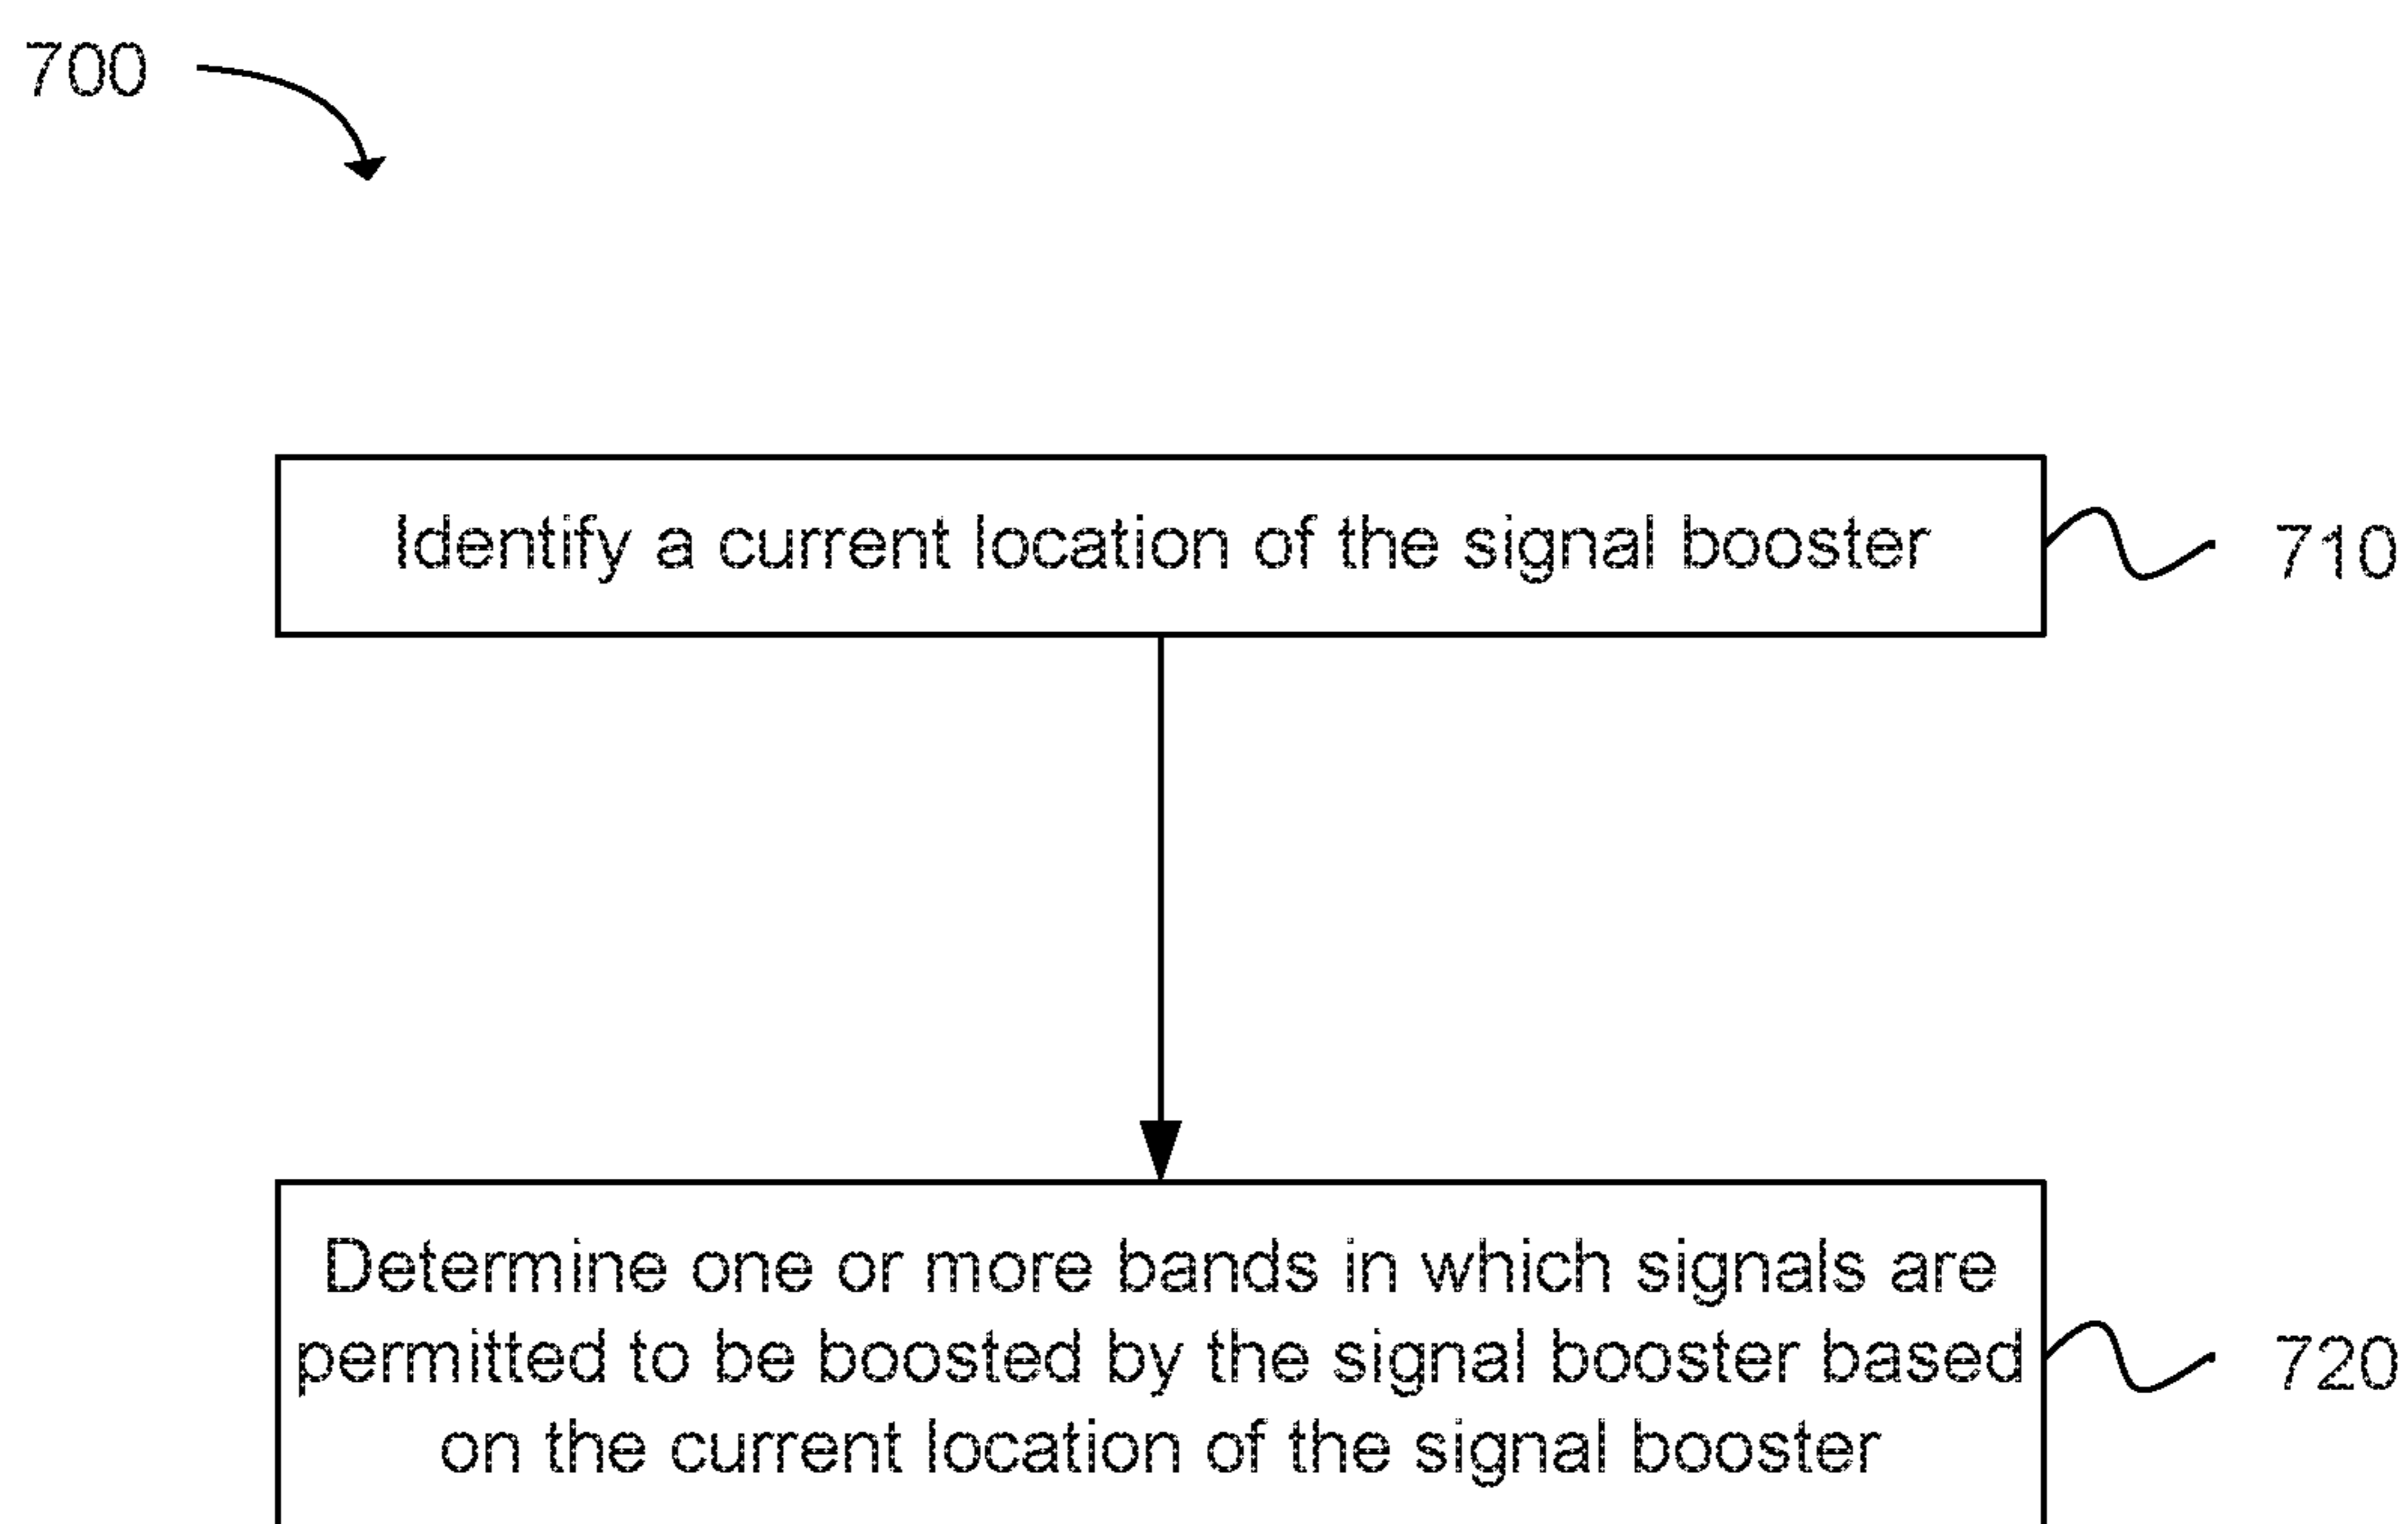 700
Identify a current location of the signal booster
710
Determine one or more bands in which signals are
permitted to be boosted by the signal booster based
on the current location of the signal booster
720